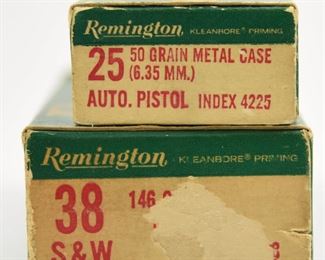 Remington KLEANBORE® PRIMING
25 50 GRAIN METAL CASE
(6.35 MM.)
AUTO. PISTOL INDEX 4225
Remington KLEANBORE® PRIMING
38 146
S&W